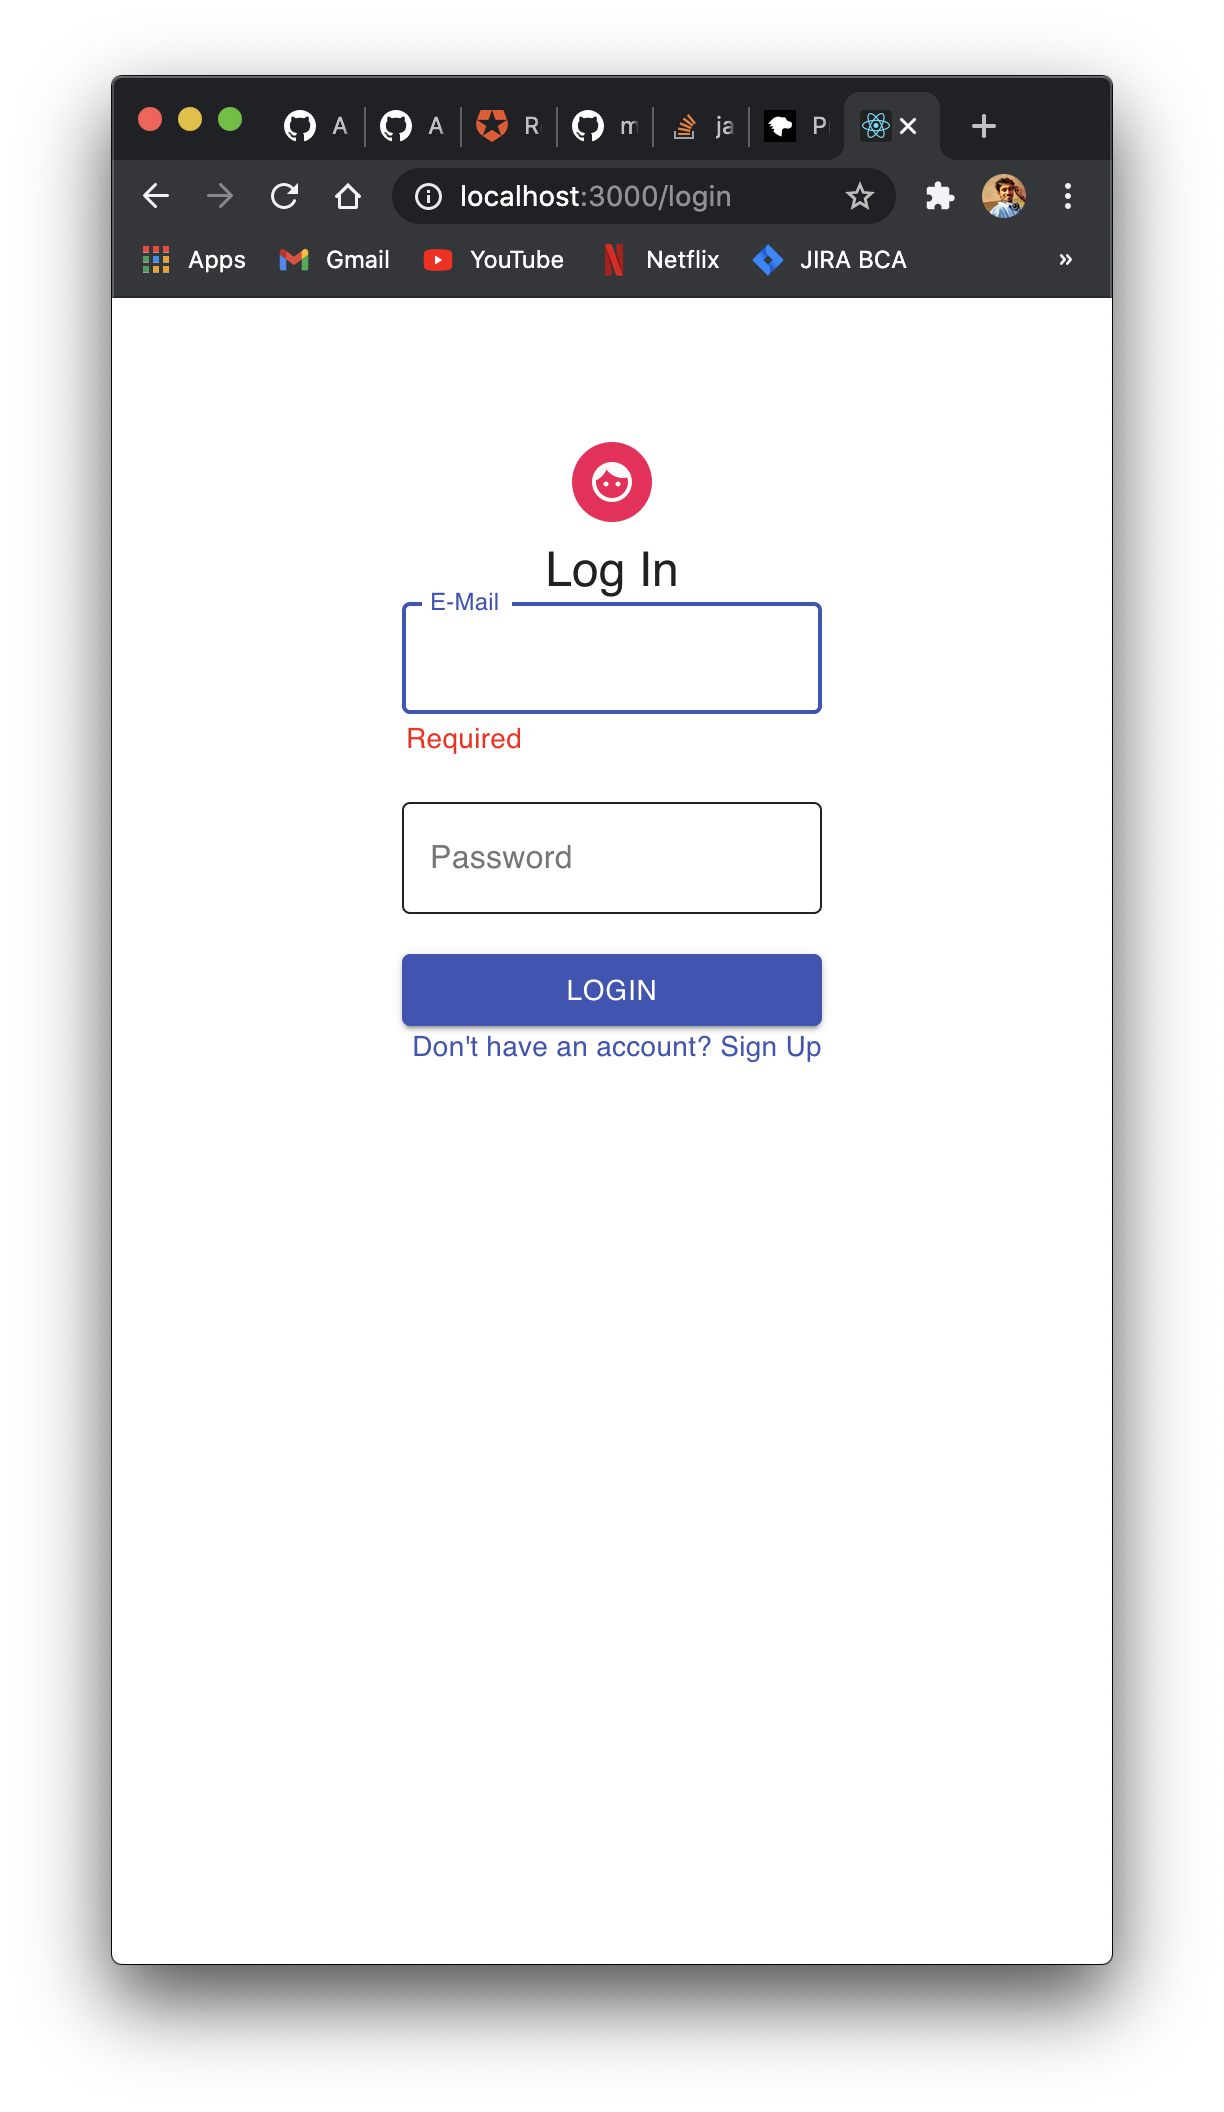 A A R m ja P
localhost:3000/login
Apps Gmail YouTube Netflix JIRA BCA »
Log In
E-Mail
Required
Password
LOGIN
Don't have an account? Sign Up